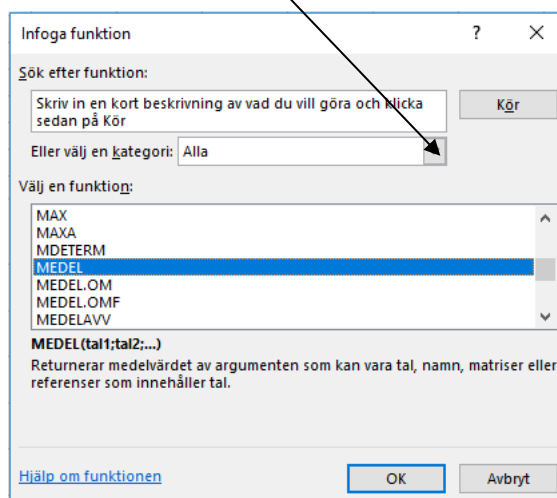 Infoga funktion ?
Sök efter funktion:
Skriv in en kort beskrivning av vad du vill göra och klicka
sedan på Kör
Kör
Eller välj en kategori: Alla
Välj en funktion:
MAX
MAXA
MDETERM
MEDEL
MEDEL.OM
MEDEL.OMF
MEDELAVV
MEDEL(tal1;tal2;...)
Returnerar medelvärdet av argumenten som kan vara tal, namn, matriser eller
referenser som innehåller tal.
Hjälp om funktionen
OK
Avbryt